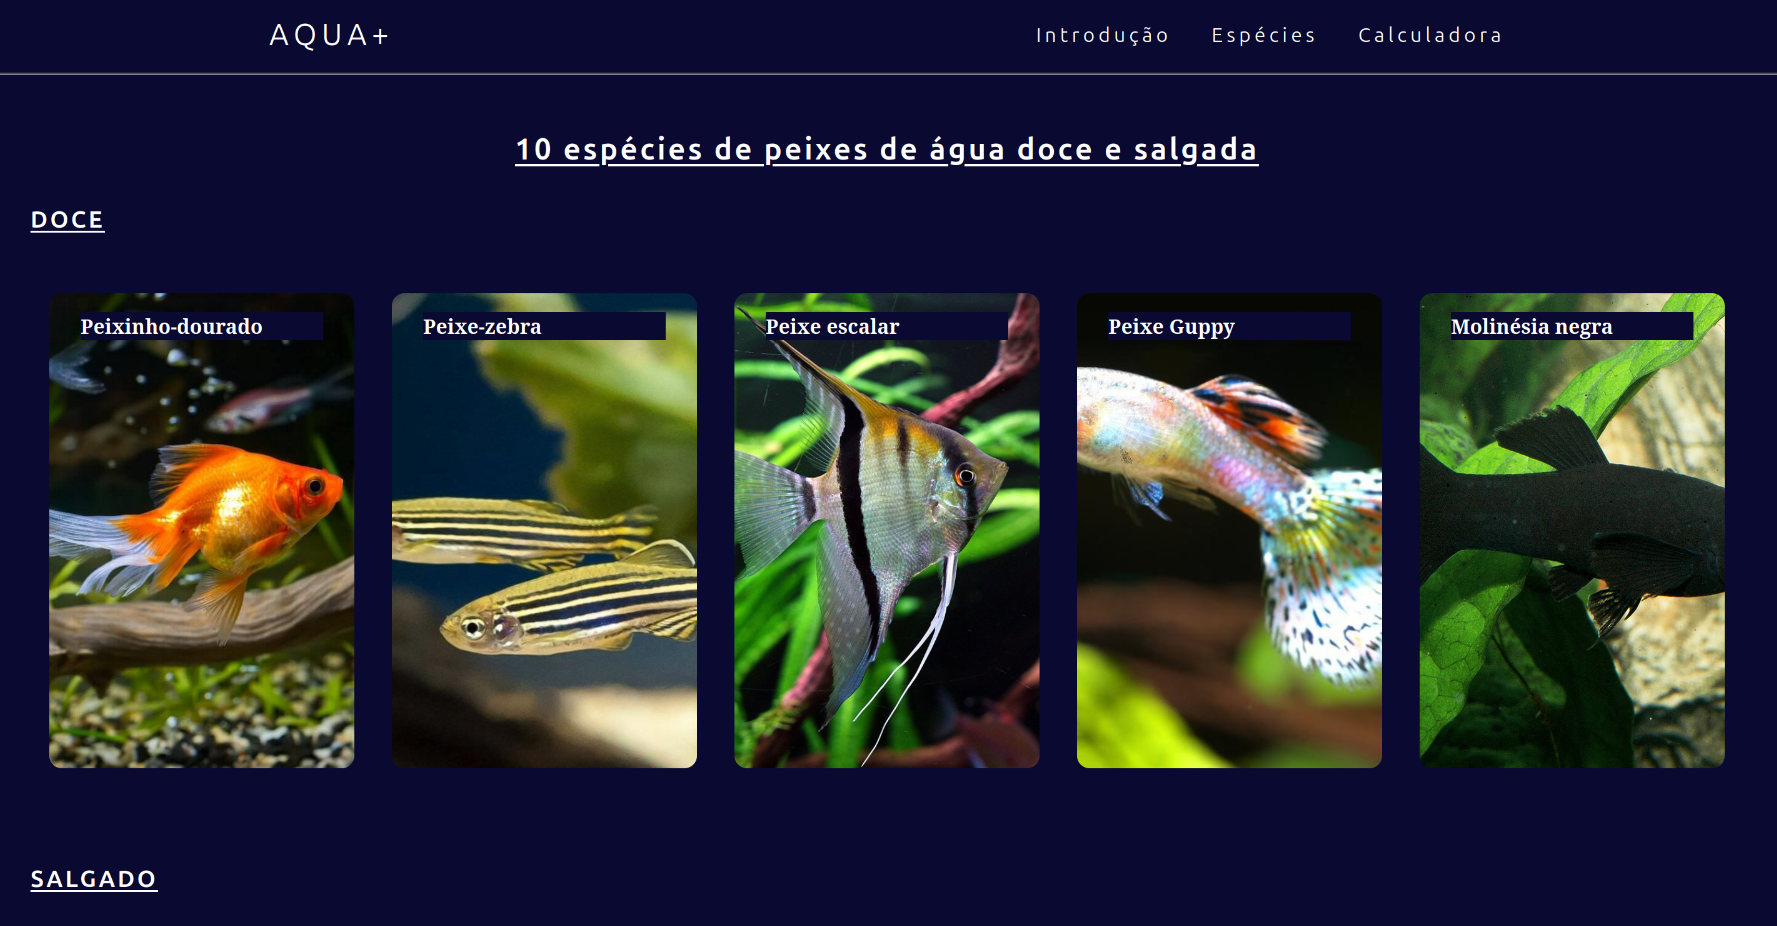 AQUA+
Introdução Espécies Calculadora
10 espécies de peixes de água doce e salgada
DOCE
Peixinho-dourado
Peixe-zebra
Peixe escalar
Peixe Guppy
Molinésia negra
SALGADO